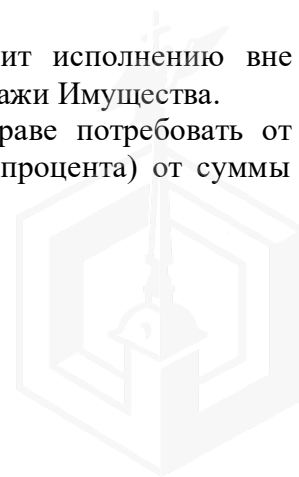 ит исполнению вне
ажи Имущества.
раве потребовать от
процента) от суммы